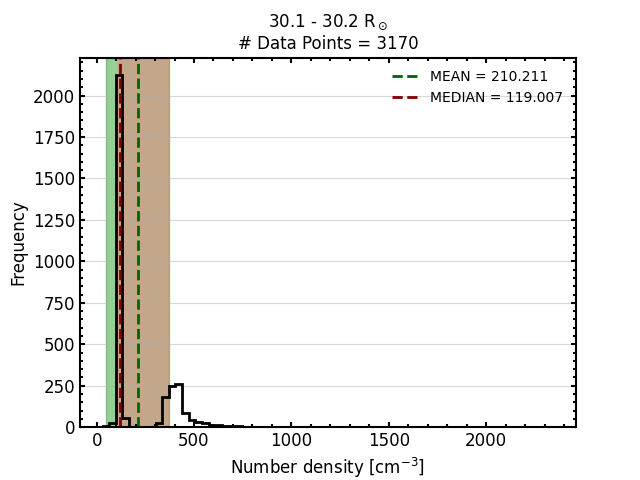 30.1 - 30.2 R⊙
# Data Points = 3170
MEAN = 210.211
MEDIAN = 119.007
2000
1750
1500
1250
1000
750
500
250
0
Frequency
0 500 1000 1500 2000
Number density [cm⁻³]